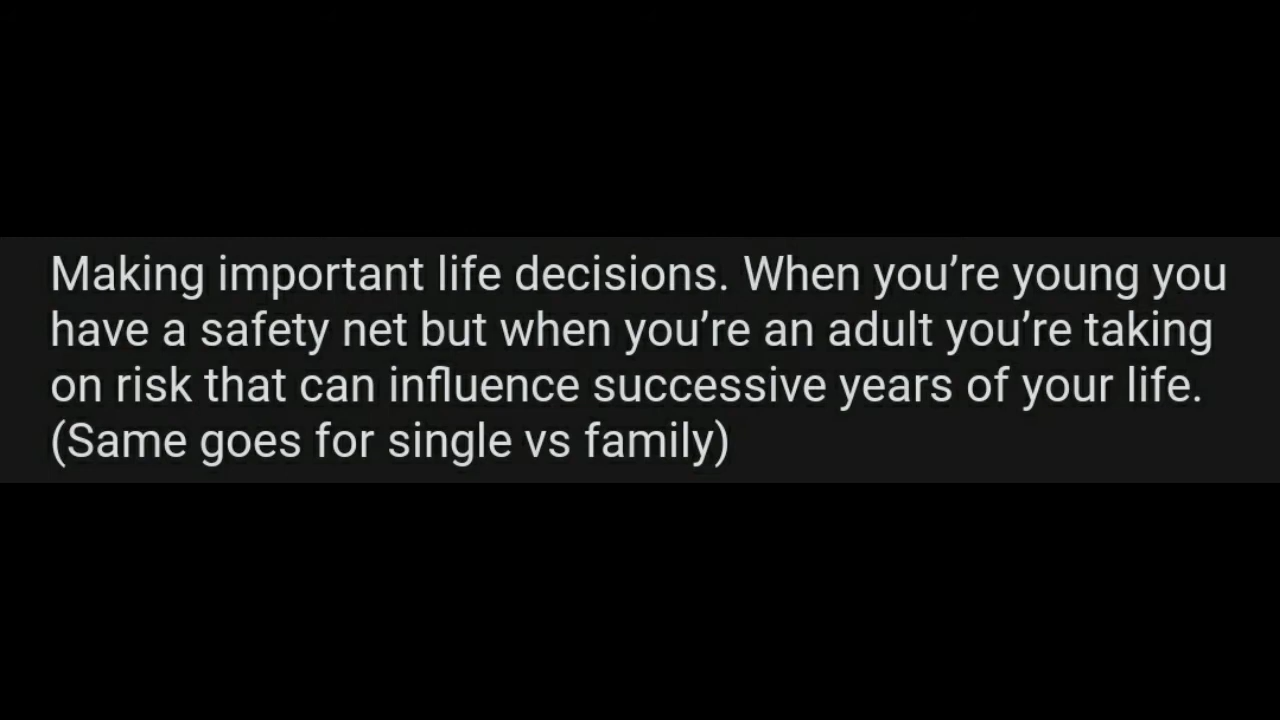 Making important life decisions. When you’re young you
have a safety net but when you’re an adult you’re taking
on risk that can influence successive years of your life.
(Same goes for single vs family)